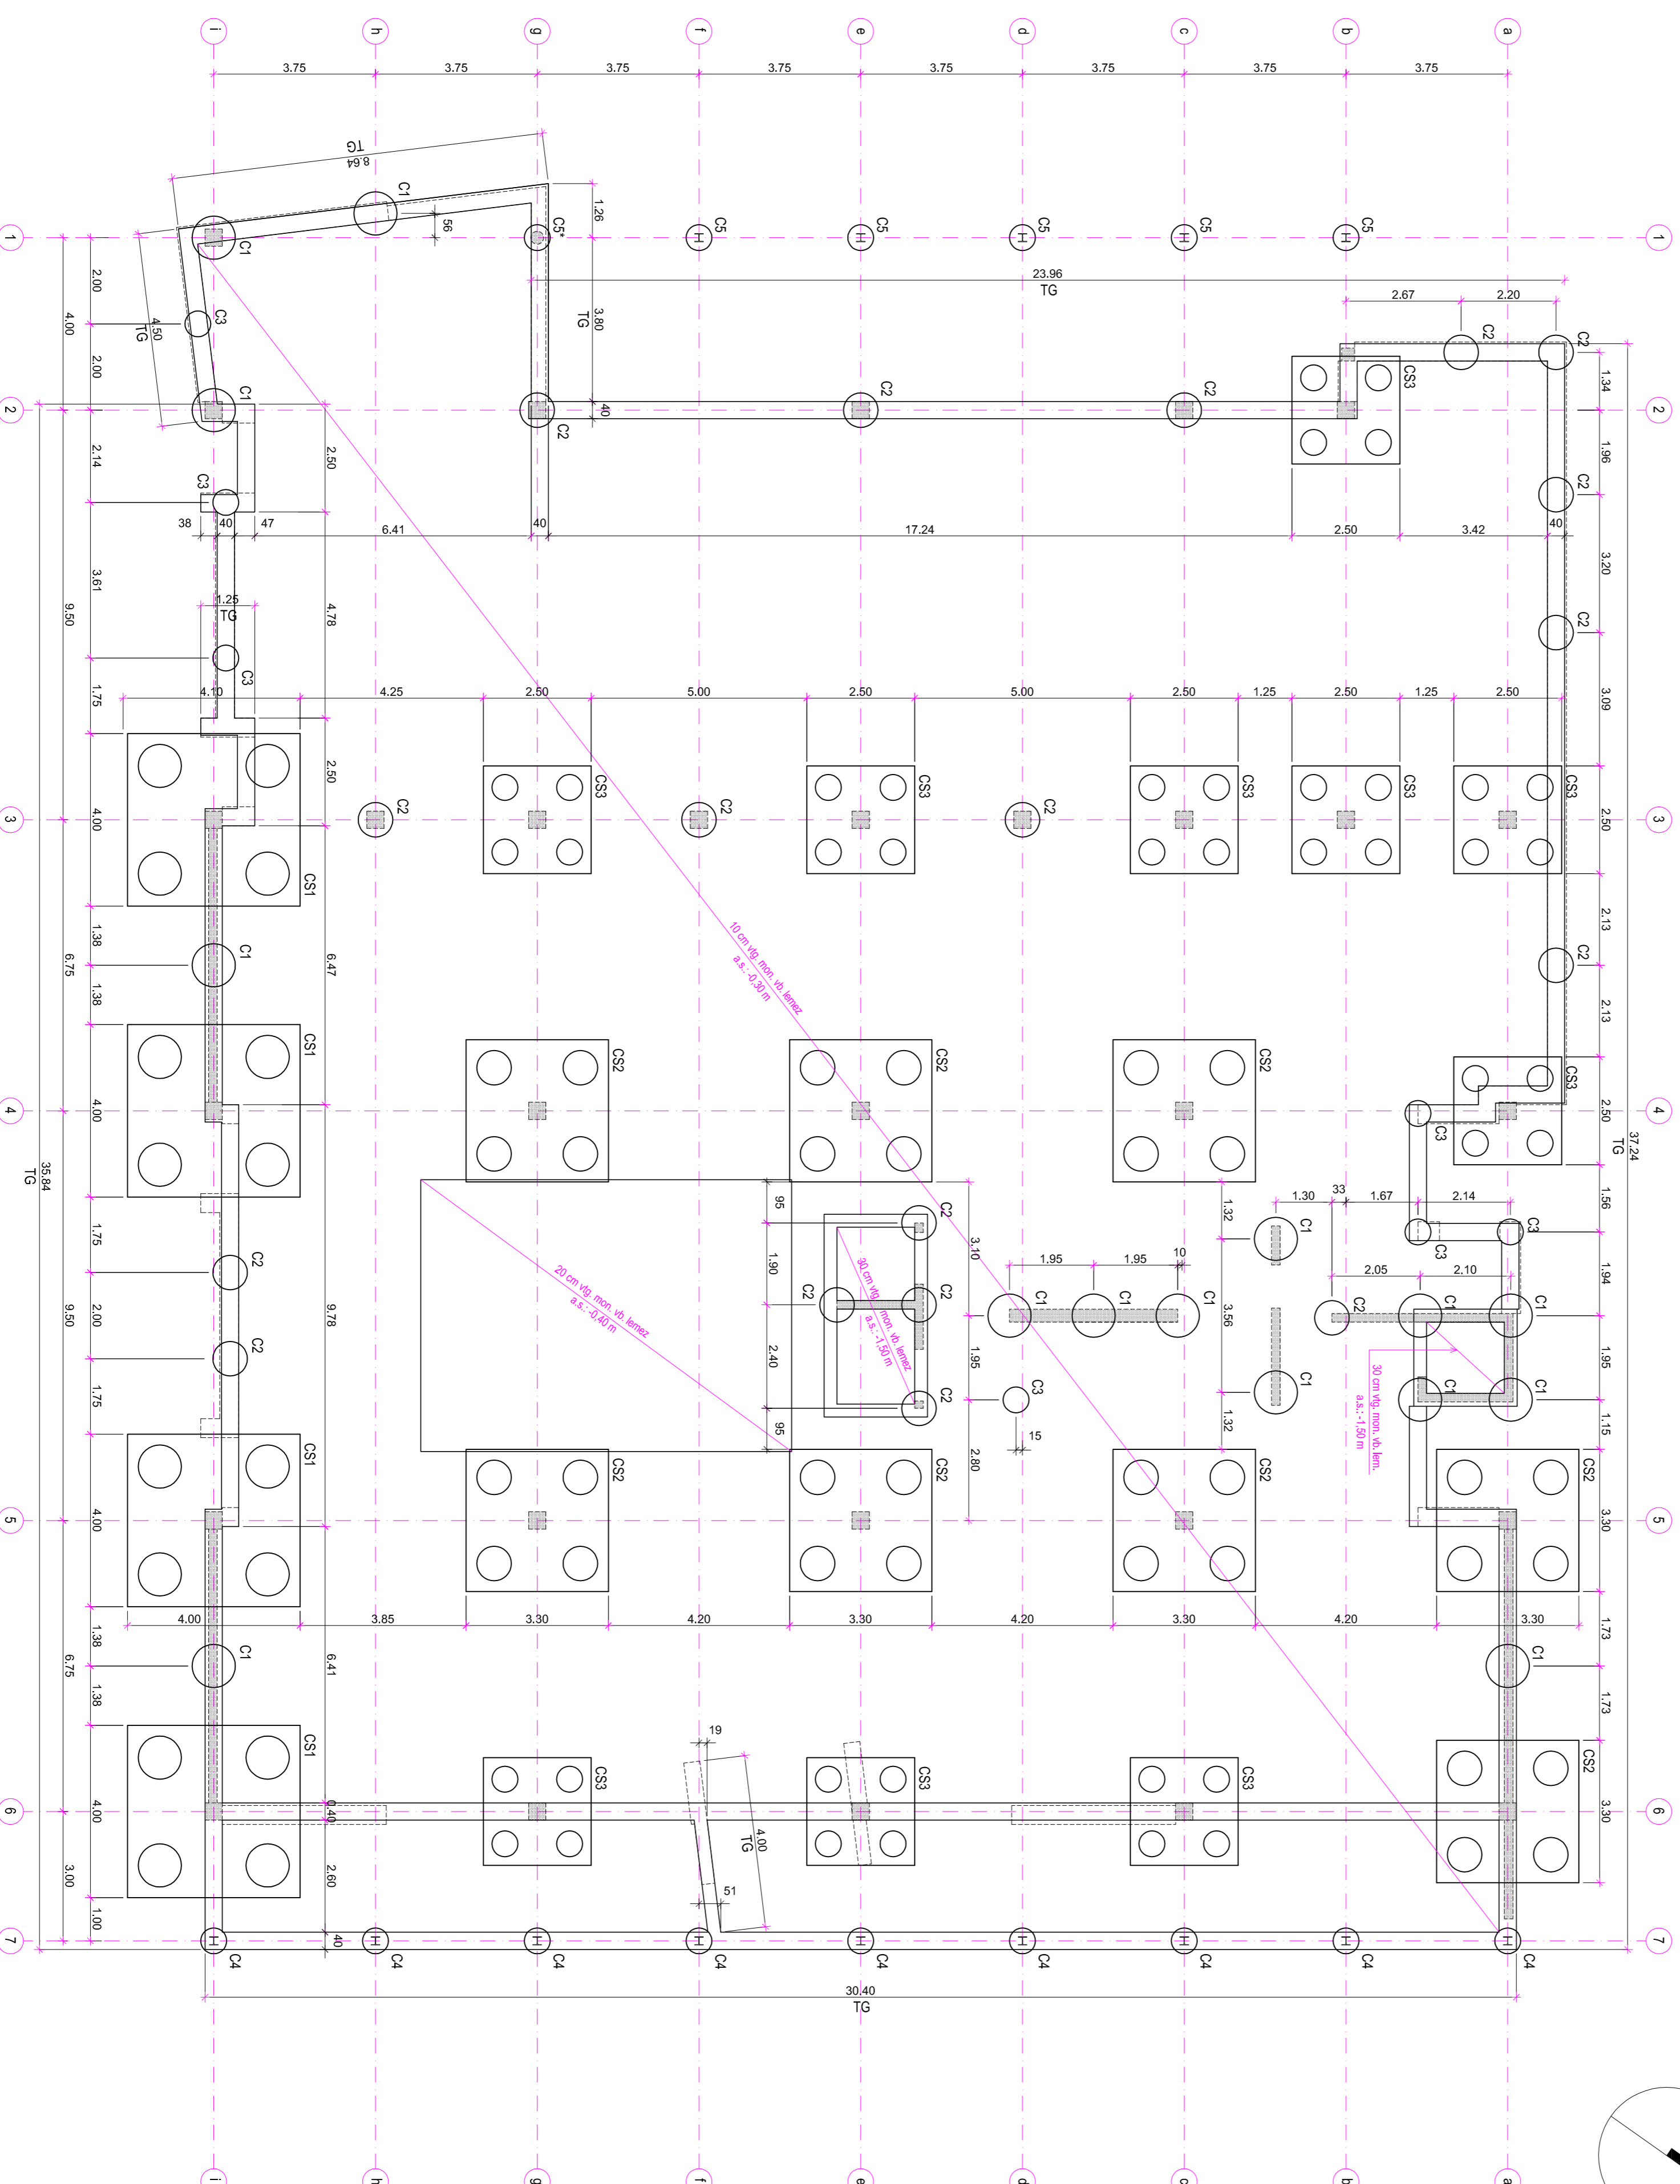 i
h
g
f
e
d
c
b
a
3.75
3.75
3.75
3.75
3.75
3.75
3.75
3.75
8.64
TG
1.26
C1
56
C5*
C5
C5
C5
C5
C5
1
1
C1
23.96
TG
2.67
2.20
2.00
4.00
C3
4.50
TG
3.80
TG
C2
C2
1.34
37.24
TG
2.00
CS3
C1
40
C2
C2
C2
2
2
2.14
2.50
1.96
C3
C2
38
40
47
6.41
40
17.24
2.50
3.42
40
3.61
9.50
4.78
1.25
TG
3.20
C2
C3
1.75
4.10
4.25
2.50
5.00
2.50
5.00
2.50
1.25
2.50
1.25
2.50
3.09
2.50
CS3
CS3
CS3
CS3
CS3
C2
C2
C2
3
4.00
2.50
3
CS1
10 cm vtg. mon. vb. lemez
a.s.: -0,30 m
1.38
6.75
C1
6.47
2.13
C2
1.38
2.13
CS1
CS2
CS2
CS2
CS3
4
4.00
2.50
4
C3
35.84
TG
1.75
C2
95
C2
3.10
1.32
C1
1.30
33
1.67
2.14
C3
C3
1.56
1.90
1.95
1.95
10
2.05
2.10
1.94
2.00
9.50
9.78
20 cm vtg. mon. vb. lemez
a.s.: -0,40 m
C2
C2
30 cm vtg. mon. vb. lemez
a.s.: -1,50 m
C1
C1
C1
3.56
C2
C1
C1
C2
2.40
1.95
1.95
1.75
C2
C3
C1
C1
C1
30 cm vtg. mon. vb. lem.
a.s.: -1,50 m
95
15
2.80
1.32
1.15
CS1
CS2
CS2
CS2
CS2
5
4.00
3.30
5
4.00
3.85
3.30
4.20
3.30
4.20
3.30
4.20
3.30
1.38
6.75
C1
6.41
C1
1.73
1.38
1.73
CS1
19
CS3
CS3
CS3
CS2
6
4.00
0.40
4.00
TG
3.30
6
3.00
2.60
51
1.00
40
7
7
C4
C4
C4
C4
C4
C4
C4
C4
C4
30.40
TG
i
h
g
f
e
d
c
b
a